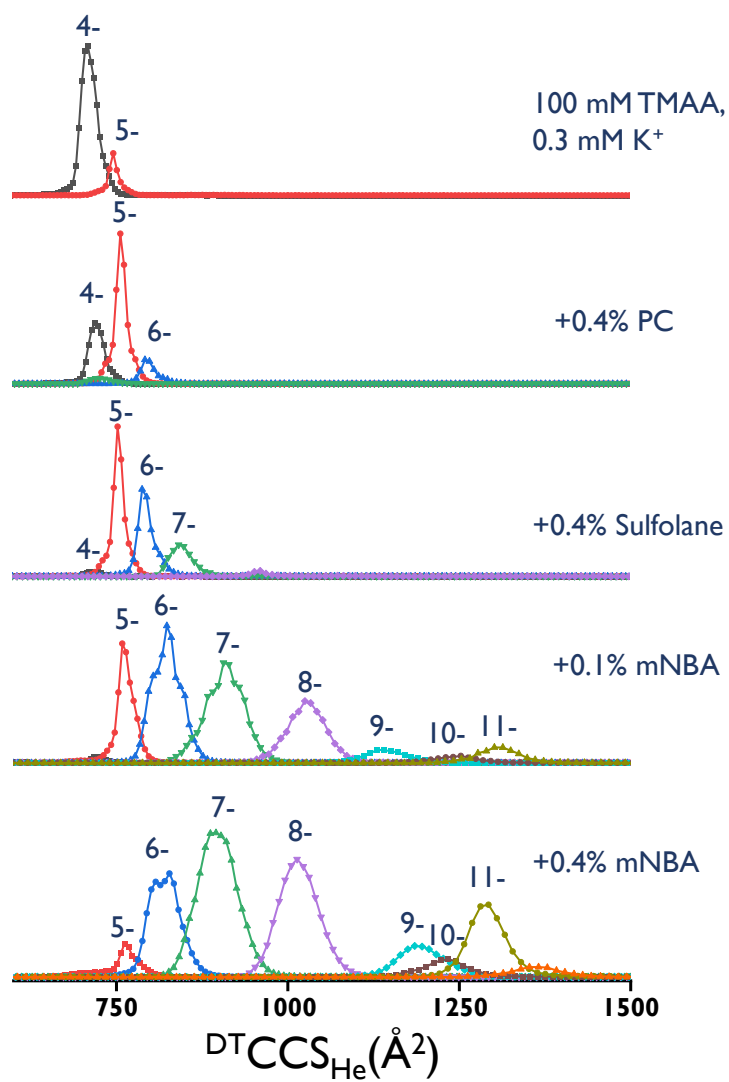 4-
5-
100 mM TMAA,
0.3 mM K⁺
5-
4-
6-
+0.4% PC
5-
6-
7-
4-
+0.4% Sulfolane
5-
6-
7-
8-
9-
10-
11-
+0.1% mNBA
5-
6-
7-
8-
9-
10-
11-
+0.4% mNBA
750 1000 1250 1500
ᴰᵀCCS_He(Å²)